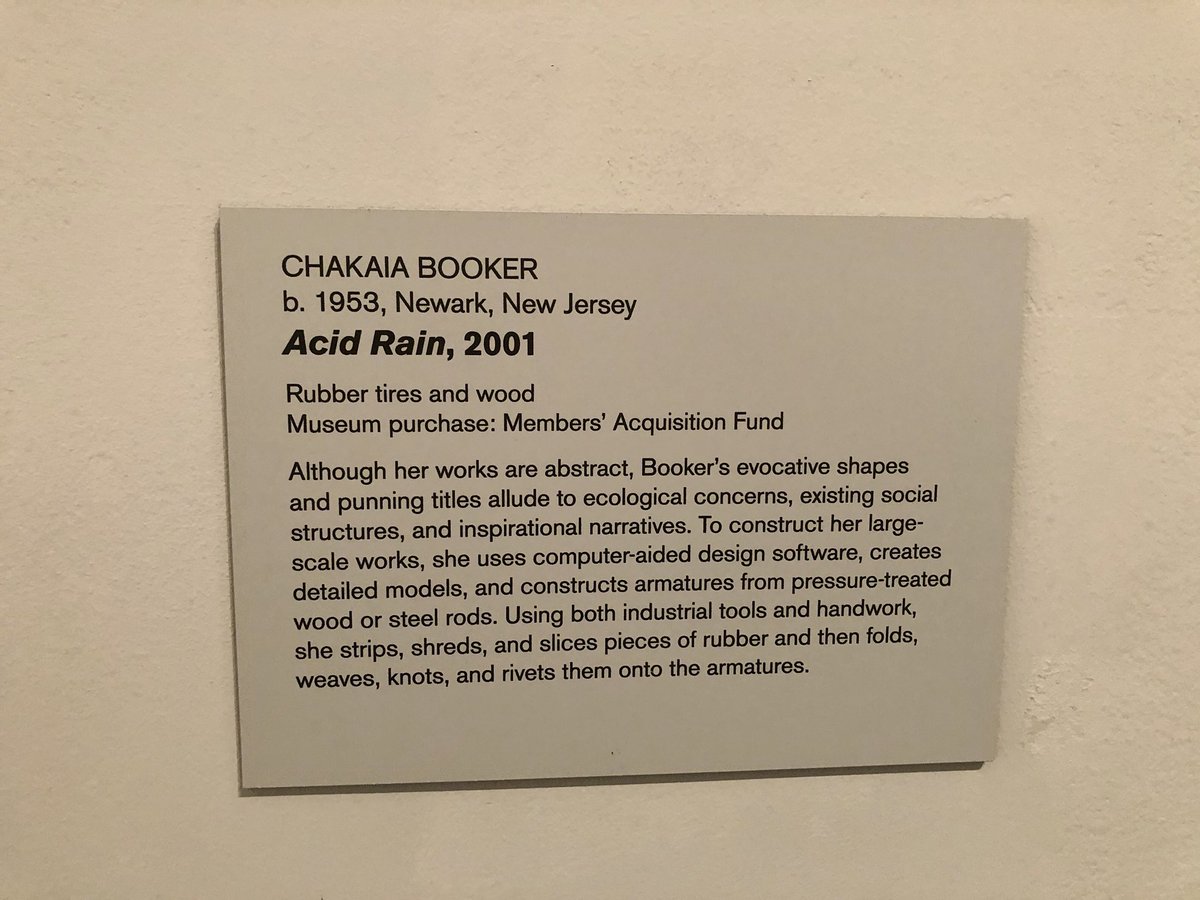 CHAKAIA BOOKER
b. 1953, Newark, New Jersey
Acid Rain, 2001
Rubber tires and wood
Museum purchase: Members’ Acquisition Fund
Although her works are abstract, Booker’s evocative shapes
and punning titles allude to ecological concerns, existing social
structures, and inspirational narratives. To construct her large-
scale works, she uses computer-aided design software, creates
detailed models, and constructs armatures from pressure-treated
wood or steel rods. Using both industrial tools and handwork,
she strips, shreds, and slices pieces of rubber and then folds,
weaves, knots, and rivets them onto the armatures.